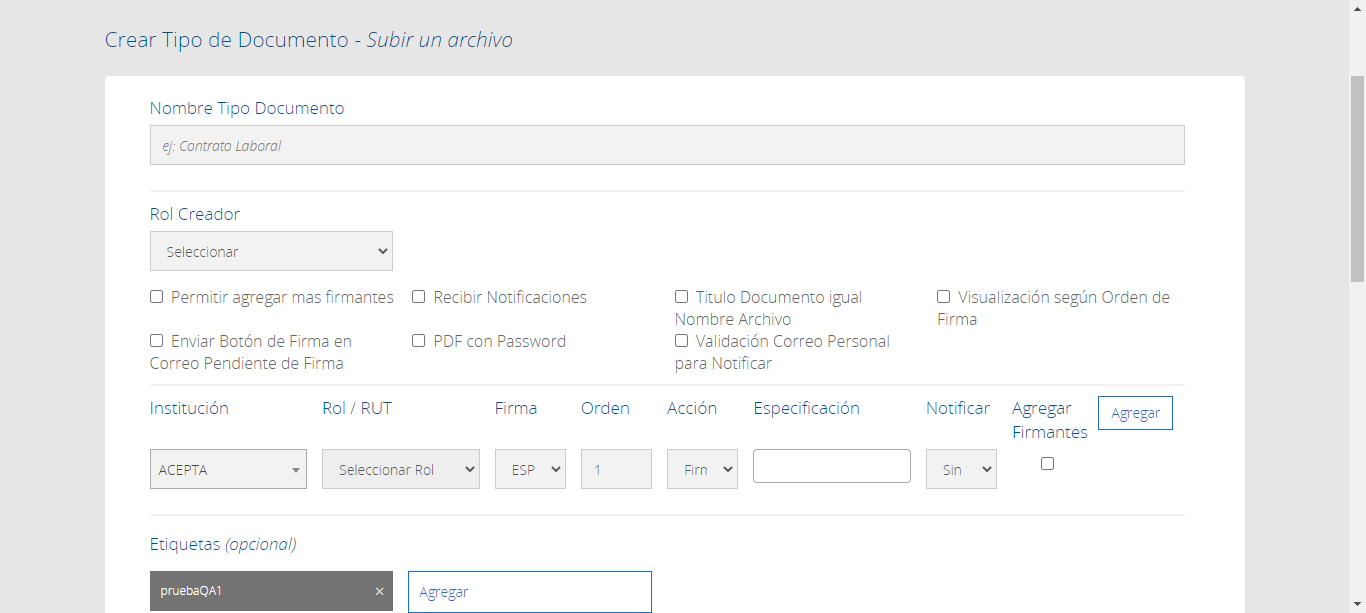 Crear Tipo de Documento - Subir un archivo
Nombre Tipo Documento
ej: Contrato Laboral
Rol Creador
Seleccionar
Permitir agregar mas firmantes
Recibir Notificaciones
Titulo Documento igual
Nombre Archivo
Visualización según Orden de
Firma
Enviar Botón de Firma en
Correo Pendiente de Firma
PDF con Password
Validación Correo Personal
para Notificar
Institución
Rol / RUT
Firma
Orden
Acción
Especificación
Notificar
Agregar
Firmantes
Agregar
ACEPTA
Seleccionar Rol
ESP
1
Firn
Sin
Etiquetas (opcional)
pruebaQA1 ×
Agregar